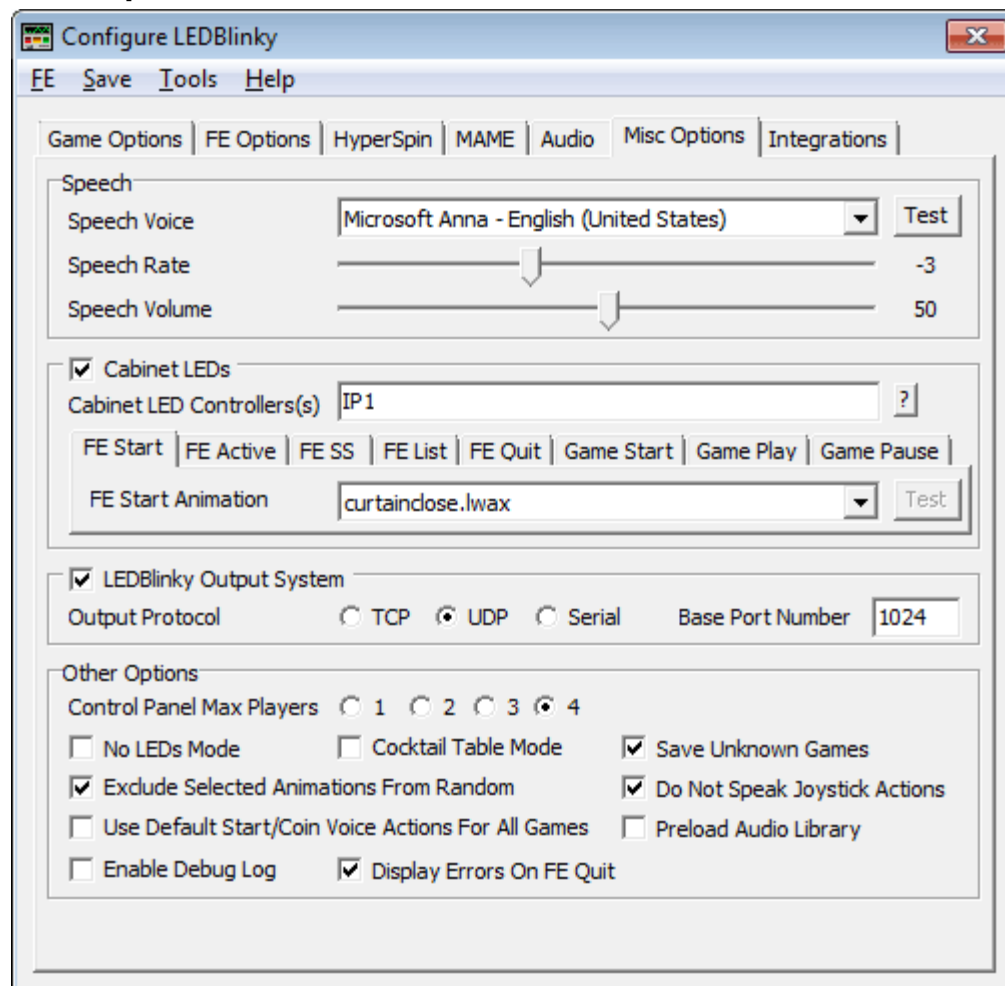 Configure LEDBlinky
FE Save Tools Help
Game Options FE Options HyperSpin MAME Audio Misc Options Integrations
Speech
Speech Voice Microsoft Anna - English (United States) Test
Speech Rate -3
Speech Volume 50
Cabinet LEDs
Cabinet LED Controllers(s) IP1 ?
FE Start FE Active FE SS FE List FE Quit Game Start Game Play Game Pause
FE Start Animation curtainclose.lwax Test
LEDBlinky Output System
Output Protocol TCP UDP Serial Base Port Number 1024
Other Options
Control Panel Max Players 1 2 3 4
No LEDs Mode Cocktail Table Mode Save Unknown Games
Exclude Selected Animations From Random Do Not Speak Joystick Actions
Use Default Start/Coin Voice Actions For All Games Preload Audio Library
Enable Debug Log Display Errors On FE Quit